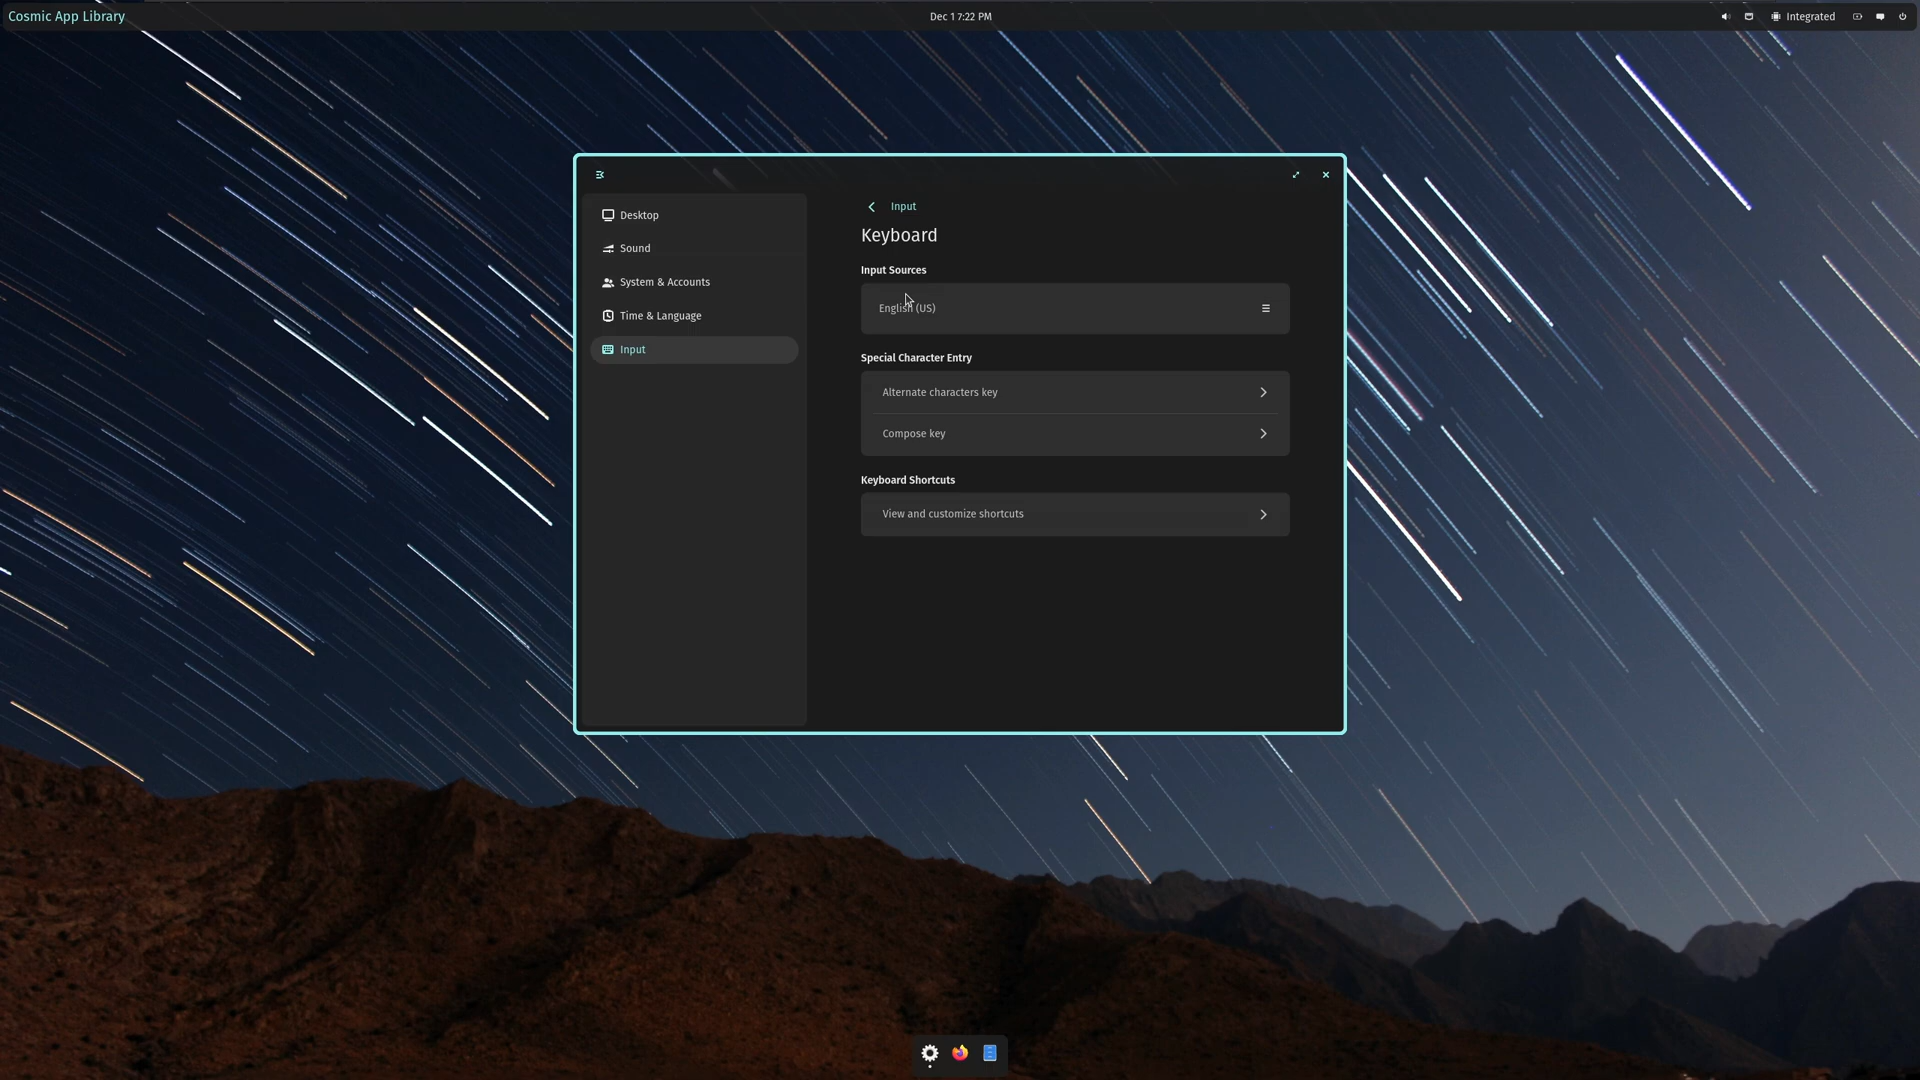 Cosmic App Library
Dec 1 7:22 PM
Integrated
Desktop
Sound
System & Accounts
Time & Language
Input
Input
Keyboard
Input Sources
English (US)
Special Character Entry
Alternate characters key
Compose key
Keyboard Shortcuts
View and customize shortcuts